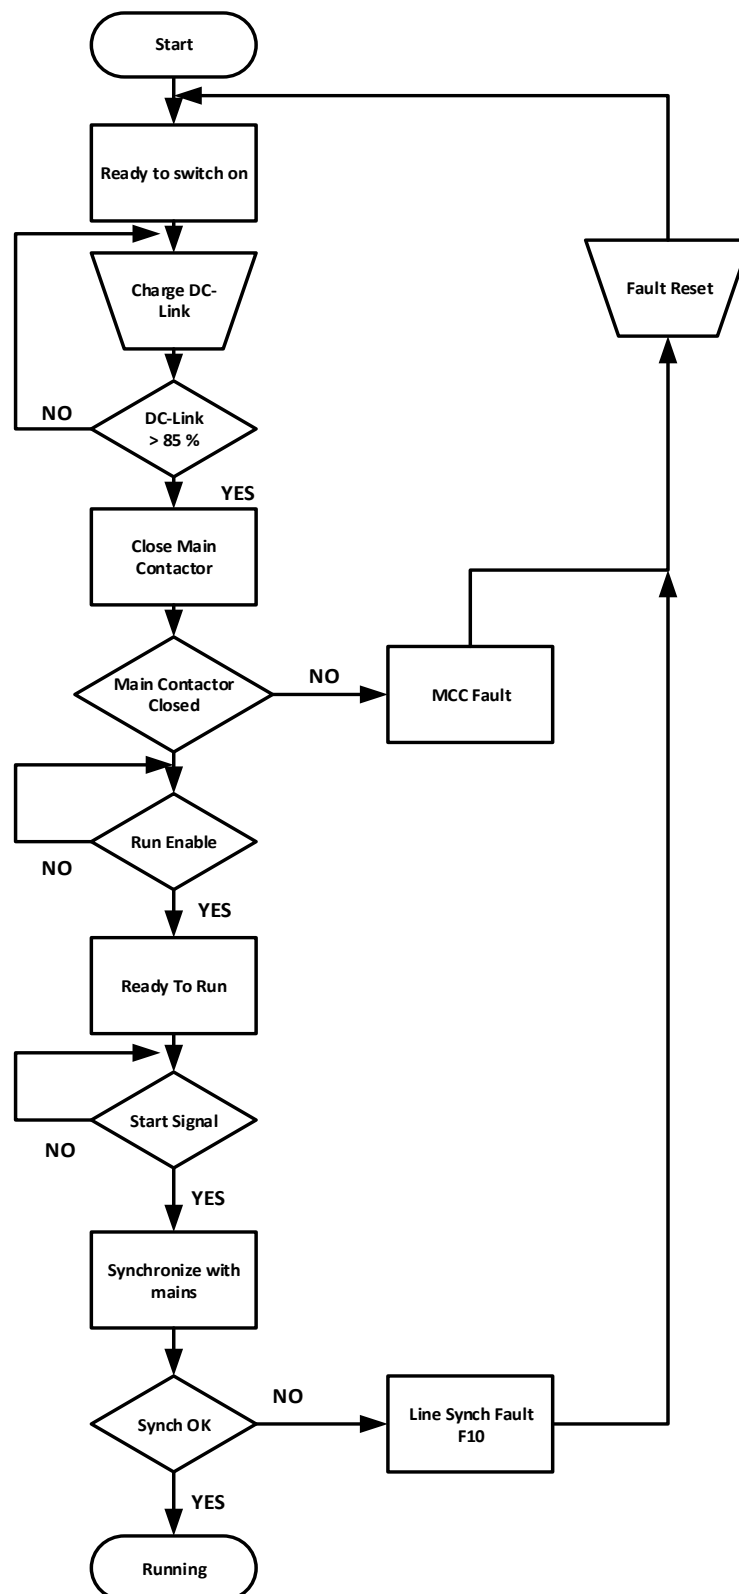 Start
Ready to switch on
Charge DC-
Link
Fault Reset
NO
DC-Link
> 85 %
YES
Close Main
Contactor
Main Contactor
Closed
NO
MCC Fault
Run Enable
NO
YES
Ready To Run
Start Signal
NO
YES
Synchronize with
mains
Synch OK
NO
Line Synch Fault
F10
YES
Running